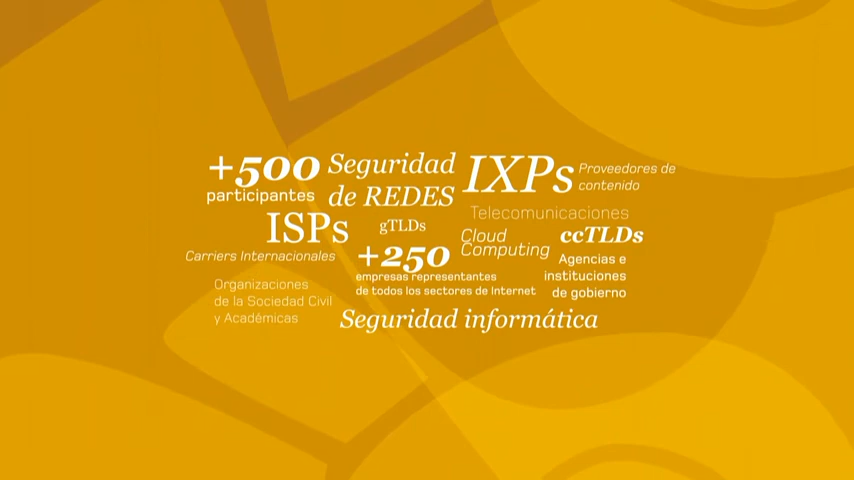 +500
participantes
Seguridad
de REDES
IXPs
Proveedores de
contenido
Telecomunicaciones
ISPs
gTLDs
Cloud
Computing
ccTLDs
Carriers Internacionales
+250
empresas representantes
de todos los sectores de Internet
Agencias e
instituciones
de gobierno
Organizaciones
de la Sociedad Civil
y Académicas
Seguridad informática